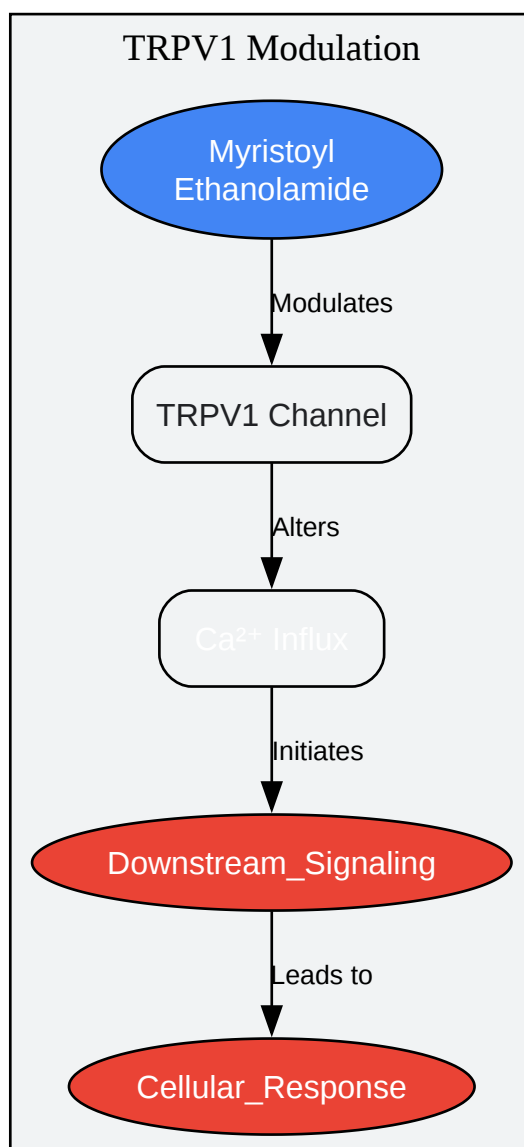 TRPV1 Modulation
Myristoyl
Ethanolamide
Modulates
TRPV1 Channel
Alters
Ca²⁺ Influx
Initiates
Downstream_Signaling
Leads to
Cellular_Response